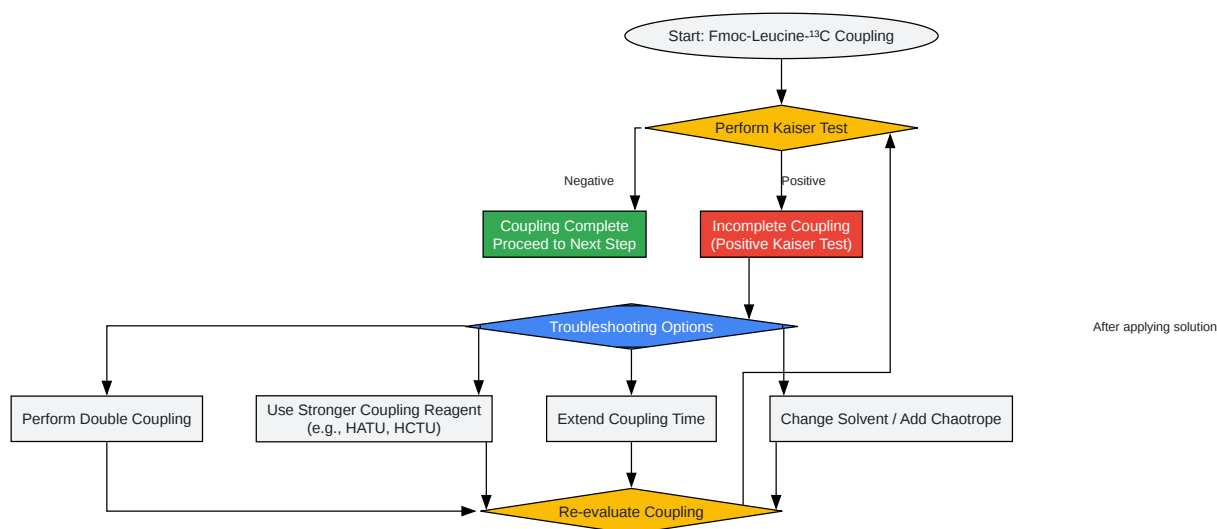 Start: Fmoc-Leucine-¹³C Coupling
Perform Kaiser Test
Negative
Positive
Coupling Complete
Proceed to Next Step
Incomplete Coupling
(Positive Kaiser Test)
Troubleshooting Options
After applying solution
Perform Double Coupling
Use Stronger Coupling Reagent
(e.g., HATU, HCTU)
Extend Coupling Time
Change Solvent / Add Chaotrope
Re-evaluate Coupling